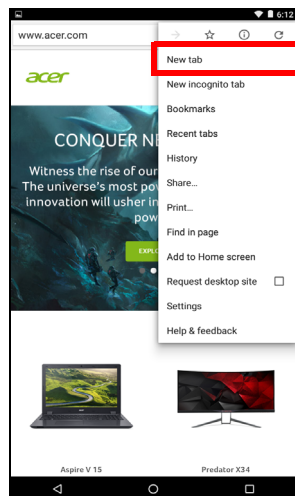 6:12
www.acer.com
New tab
acer
New incognito tab
Bookmarks
CONQUER NE
Recent tabs
History
Witness the rise of our
Share...
The universe's most po
innovation will usher in
Print...
pow
Find in page
EXPLO
Add to Home screen
Request desktop site
Settings
Help & feedback
Aspire V 15
Predator X34